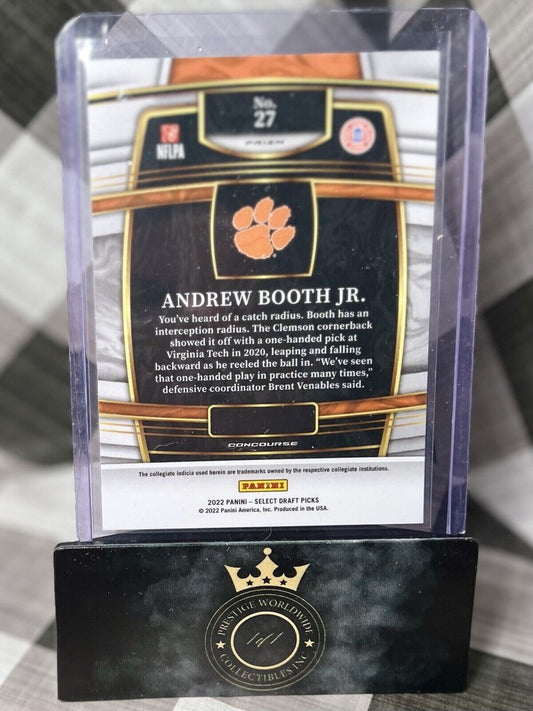 No.
27
PRIZM
NFLPA
ANDREW BOOTH JR.
You've heard of a catch radius. Booth has an
interception radius. The Clemson cornerback
showed it off with a one-handed pick at
Virginia Tech in 2020, leaping and falling
backward as he reeled the ball in. “We've seen
that one-handed play in practice many times,”
defensive coordinator Brent Venables said.
CONCOURSE
The collegiate indicia used herein are trademarks owned by the respective collegiate institutions.
PANINI
2022 PANINI – SELECT DRAFT PICKS
© 2022 Panini America, Inc. Produced in the USA.
PRESTIGE WORLDWIDE
1 of 1
COLLECTIBLES INC